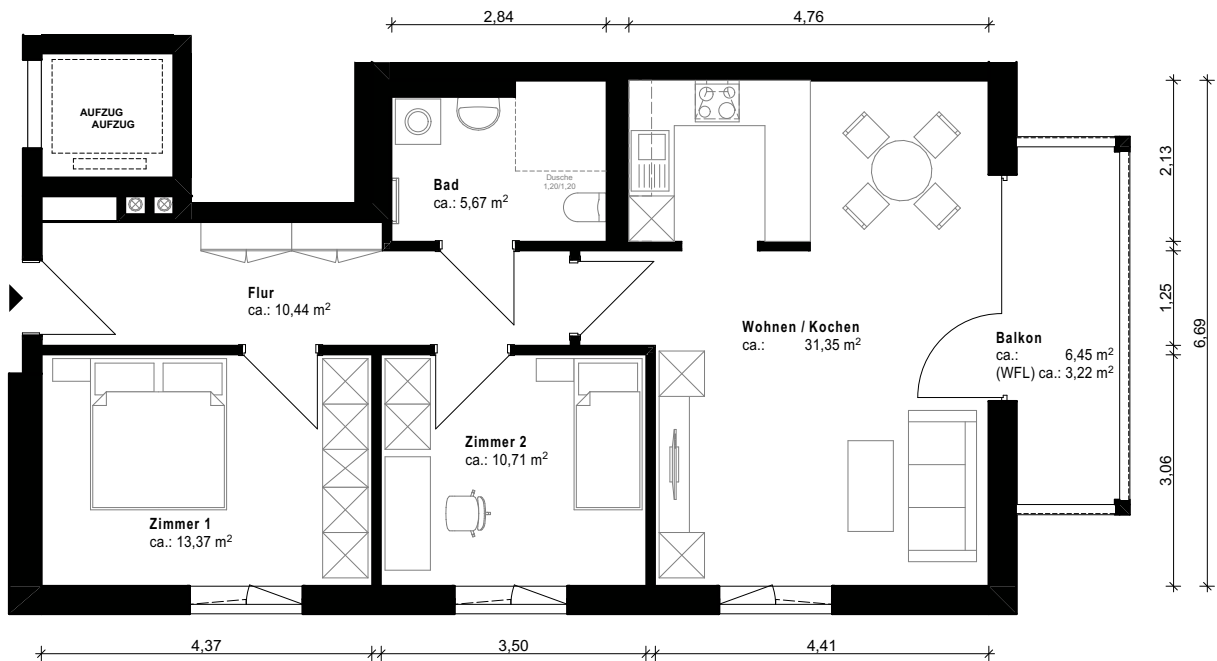 2,84
4,76
AUFZUG
AUFZUG
Dusche
1,20/1,20
Bad
ca.: 5,67 m²
2,13
Flur
ca.: 10,44 m²
1,25
6,69
Wohnen / Kochen
ca.: 31,35 m²
Balkon
ca.: 6,45 m²
(WFL) ca.: 3,22 m²
Zimmer 2
ca.: 10,71 m²
3,06
Zimmer 1
ca.: 13,37 m²
4,37
3,50
4,41